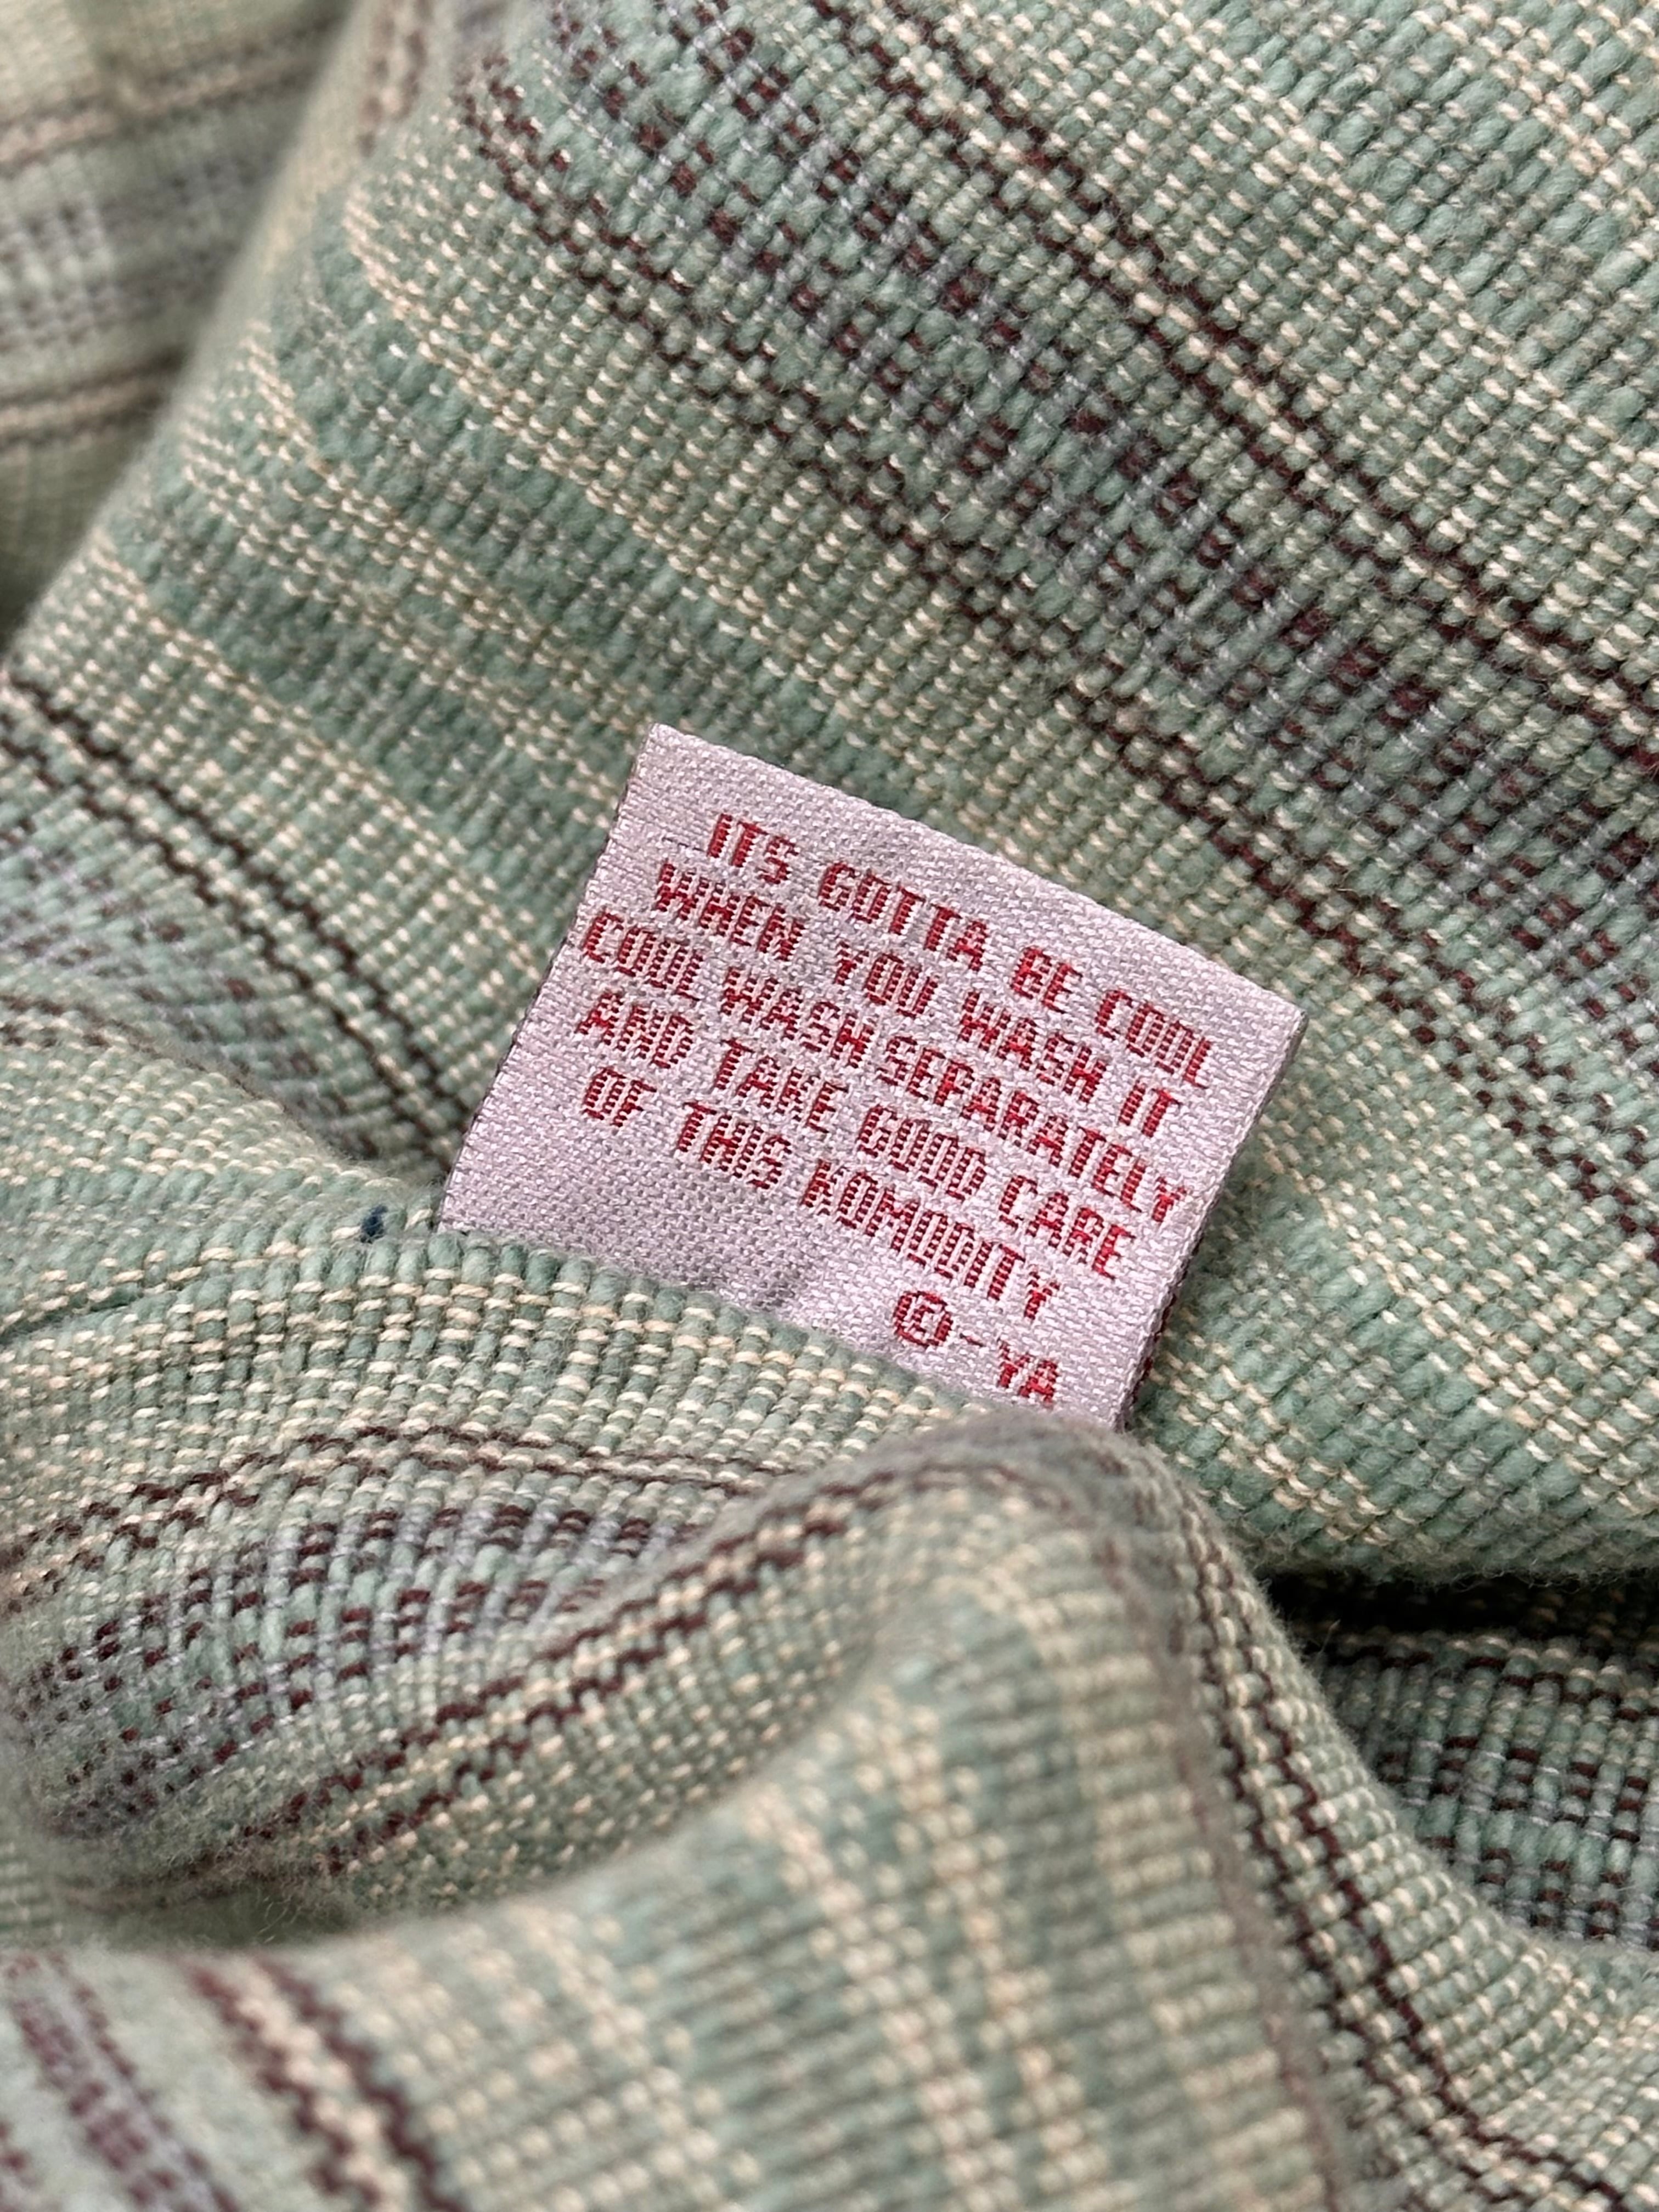 ITS GOTTA BE COOL
WHEN YOU WASH IT
COOL WASH SEPARATELY
AND TAKE GOOD CARE
OF THIS KOMODITY
©-YA